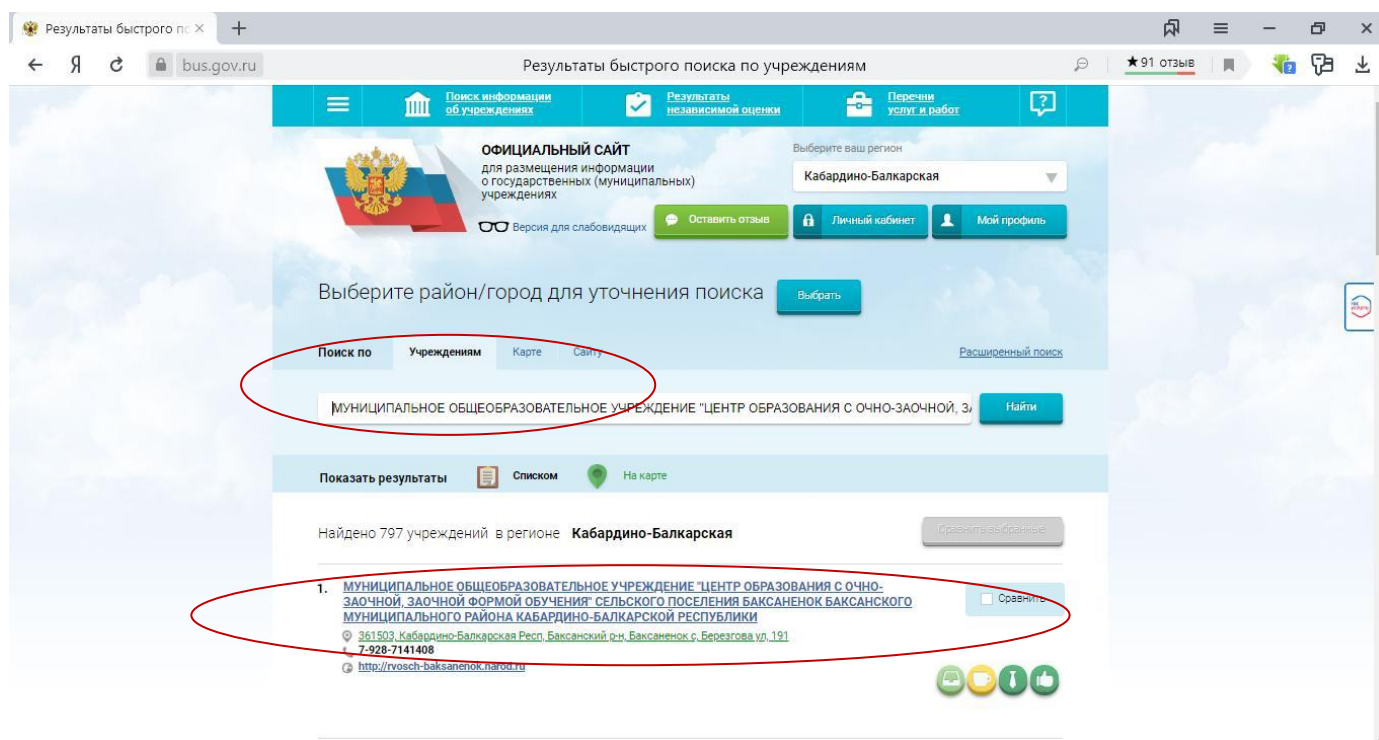 Результаты быстрого по
Я
bus.gov.ru
Результаты быстрого поиска по учреждениям
★91 отзыв
Поиск информации
об учреждениях
Результаты
независимой оценки
Перечни
услуг и работ
ОФИЦИАЛЬНЫЙ САЙТ
для размещения информации
о государственных (муниципальных)
учреждениях
Версия для слабовидящих
Выберите ваш регион
Кабардино-Балкарская
Оставить отзыв
Личный кабинет
Мой профиль
Выберите район/город для уточнения поиска
Выбрать
Поиск по Учреждениям Карте Сайту
Расширенный поиск
МУНИЦИПАЛЬНОЕ ОБЩЕОБРАЗОВАТЕЛЬНОЕ УЧРЕЖДЕНИЕ "ЦЕНТР ОБРАЗОВАНИЯ С ОЧНО-ЗАОЧНОЙ, ЗА
Найти
Показать результаты Списком На карте
Найдено 797 учреждений в регионе Кабардино-Балкарская
Сравнить выбранные
1. МУНИЦИПАЛЬНОЕ ОБЩЕОБРАЗОВАТЕЛЬНОЕ УЧРЕЖДЕНИЕ "ЦЕНТР ОБРАЗОВАНИЯ С ОЧНО-
ЗАОЧНОЙ, ЗАОЧНОЙ ФОРМОЙ ОБУЧЕНИЯ" СЕЛЬСКОГО ПОСЕЛЕНИЯ БАКСАНЕНОК БАКСАНСКОГО
МУНИЦИПАЛЬНОГО РАЙОНА КАБАРДИНО-БАЛКАРСКОЙ РЕСПУБЛИКИ
Сравнить
361503, Кабардино-Балкарская Респ, Баксанский р-н, Баксаненок с, Березгова ул, 191
7-928-7141408
http://rvosch-baksanenok.narod.ru